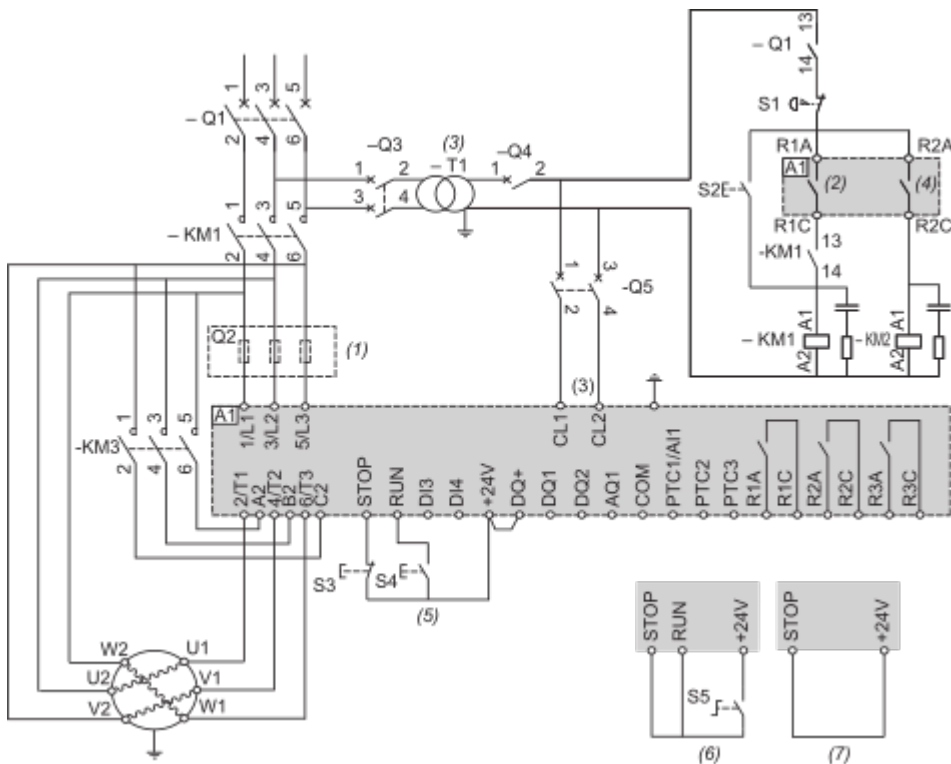 13
– Q1
14
S1
1 3 5
– Q1
2 4 6
–Q3
1 2
3 4
(3)
– T1
–Q4
1 2
R1A R2A
A1
S2
(2) (4)
R1C R2C
1 3 5
– KM1
2 4 6
-KM1
13
14
1 3
-Q5
2 4
Q2
(1)
A1 A1
– KM1 – KM2
A2 A2
(3)
A1
1/L1 3/L2 5/L3 CL1 CL2
1 3 5
-KM3
2 4 6
2/T1 A2 4/T2 B2 6/T3 C2 STOP RUN DI3 DI4 +24V DQ+ DQ1 DQ2 AQ1 COM PTC1/AI1 PTC2 PTC3 R1A R1C R2A R2C R3A R3C
S3 S4
(5)
STOP RUN +24V
S5
(6)
STOP +24V
(7)
W2 U1
U2 V1
V2 W1